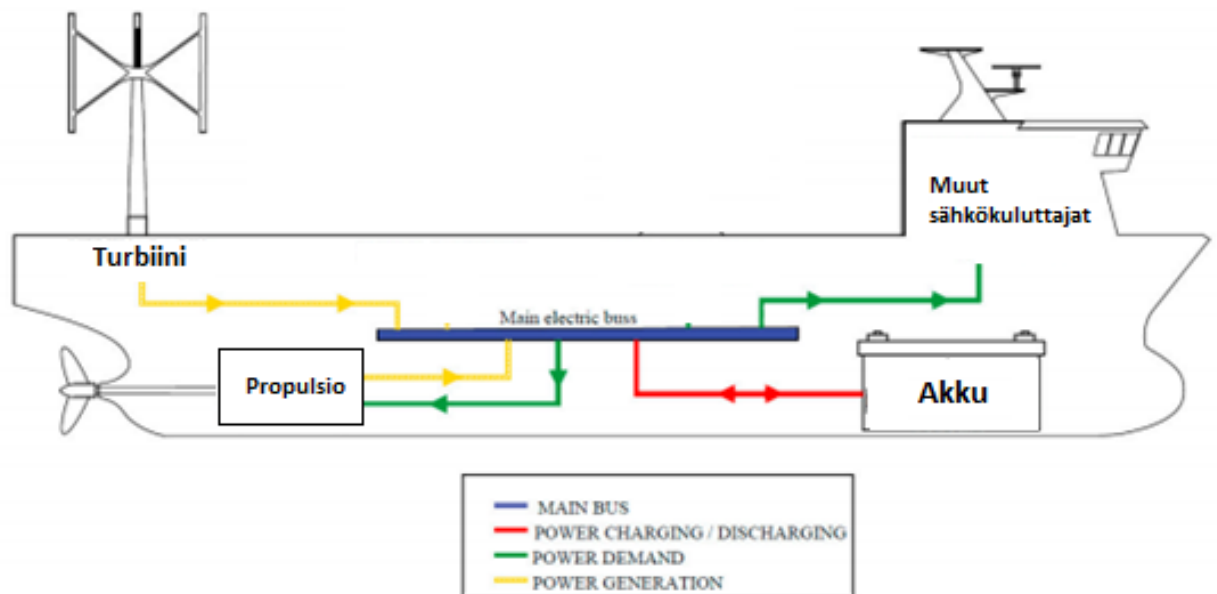 Muut
sähkökuluttajat
Turbiini
Main electric buss
Propulsio
Akku
MAIN BUS
POWER CHARGING / DISCHARGING
POWER DEMAND
POWER GENERATION